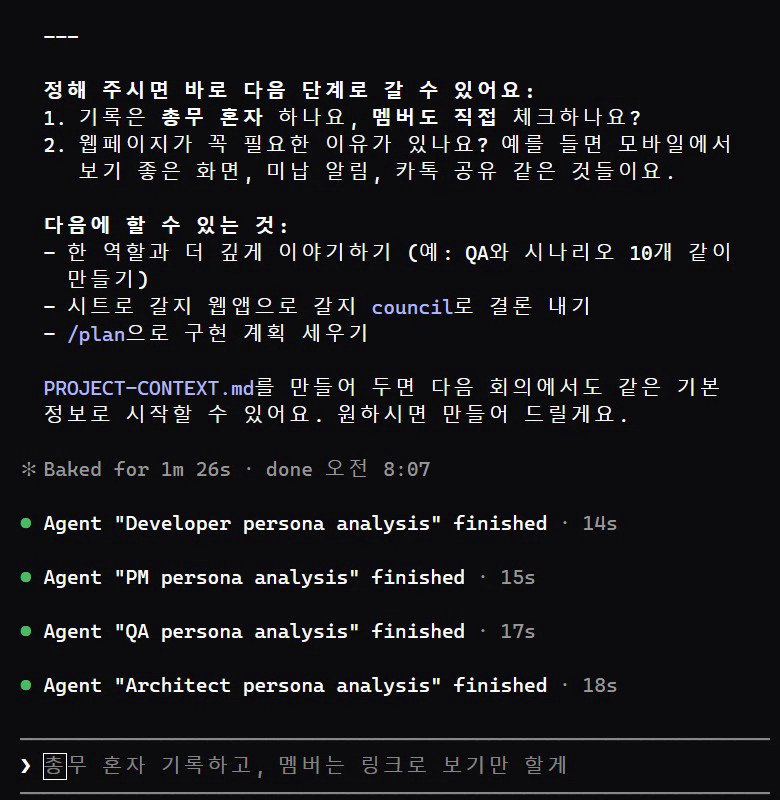 ---
정해 주시면 바로 다음 단계로 갈 수 있어요:
1. 기록은 총무 혼자 하나요, 멤버도 직접 체크하나요?
2. 웹페이지가 꼭 필요한 이유가 있나요? 예를 들면 모바일에서
보기 좋은 화면, 미납 알림, 카톡 공유 같은 것들이요.
다음에 할 수 있는 것:
- 한 역할과 더 깊게 이야기하기 (예: QA와 시나리오 10개 같이
만들기)
- 시트로 갈지 웹앱으로 갈지 council로 결론 내기
- /plan으로 구현 계획 세우기
PROJECT-CONTEXT.md를 만들어 두면 다음 회의에서도 같은 기본
정보로 시작할 수 있어요. 원하시면 만들어 드릴게요.
✻ Baked for 1m 26s · done 오전 8:07
● Agent "Developer persona analysis" finished · 14s
● Agent "PM persona analysis" finished · 15s
● Agent "QA persona analysis" finished · 17s
● Agent "Architect persona analysis" finished · 18s
❯ 총무 혼자 기록하고, 멤버는 링크로 보기만 할게